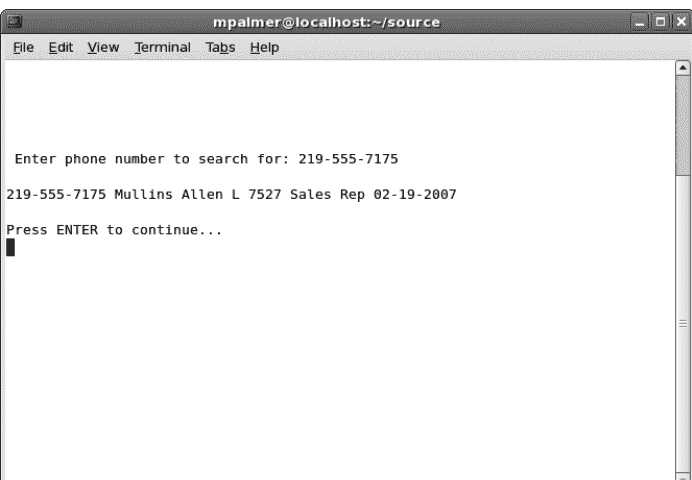 mpalmer@localhost:~/source
File Edit View Terminal Tabs Help
Enter phone number to search for: 219-555-7175
219-555-7175 Mullins Allen L 7527 Sales Rep 02-19-2007
Press ENTER to continue...